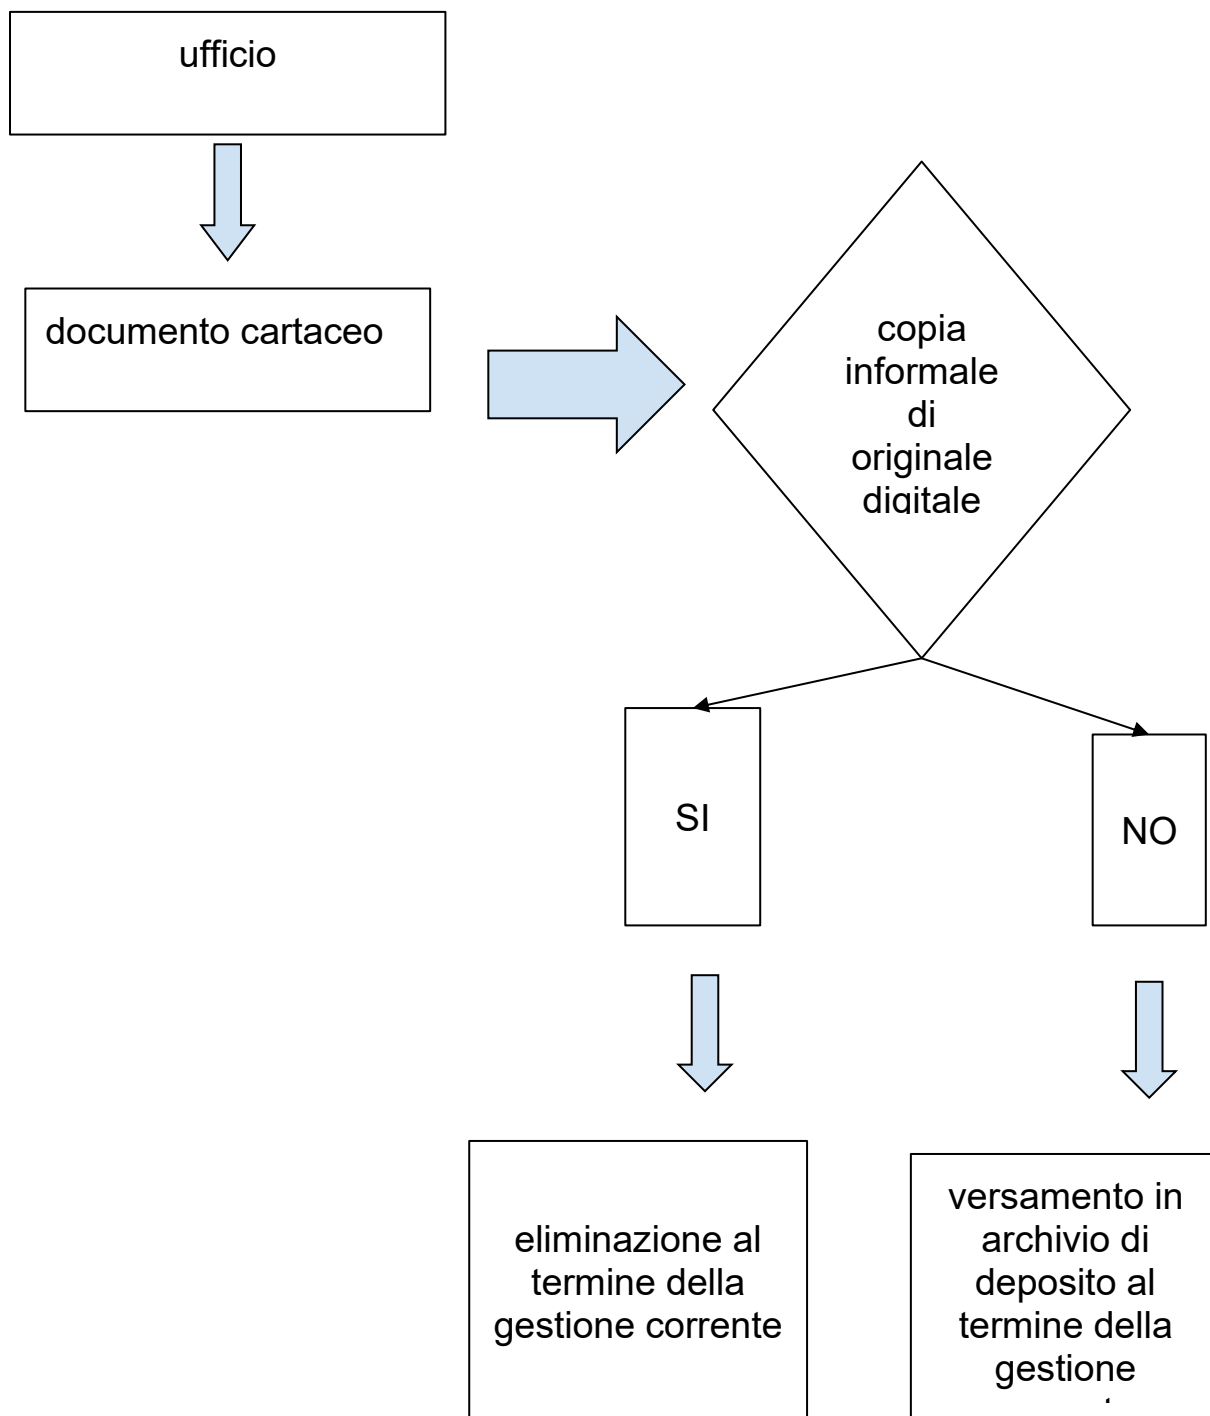 ufficio
documento cartaceo
copia
informale
di
originale
digitale
SI
NO
eliminazione al
termine della
gestione corrente
versamento in
archivio di
deposito al
termine della
gestione